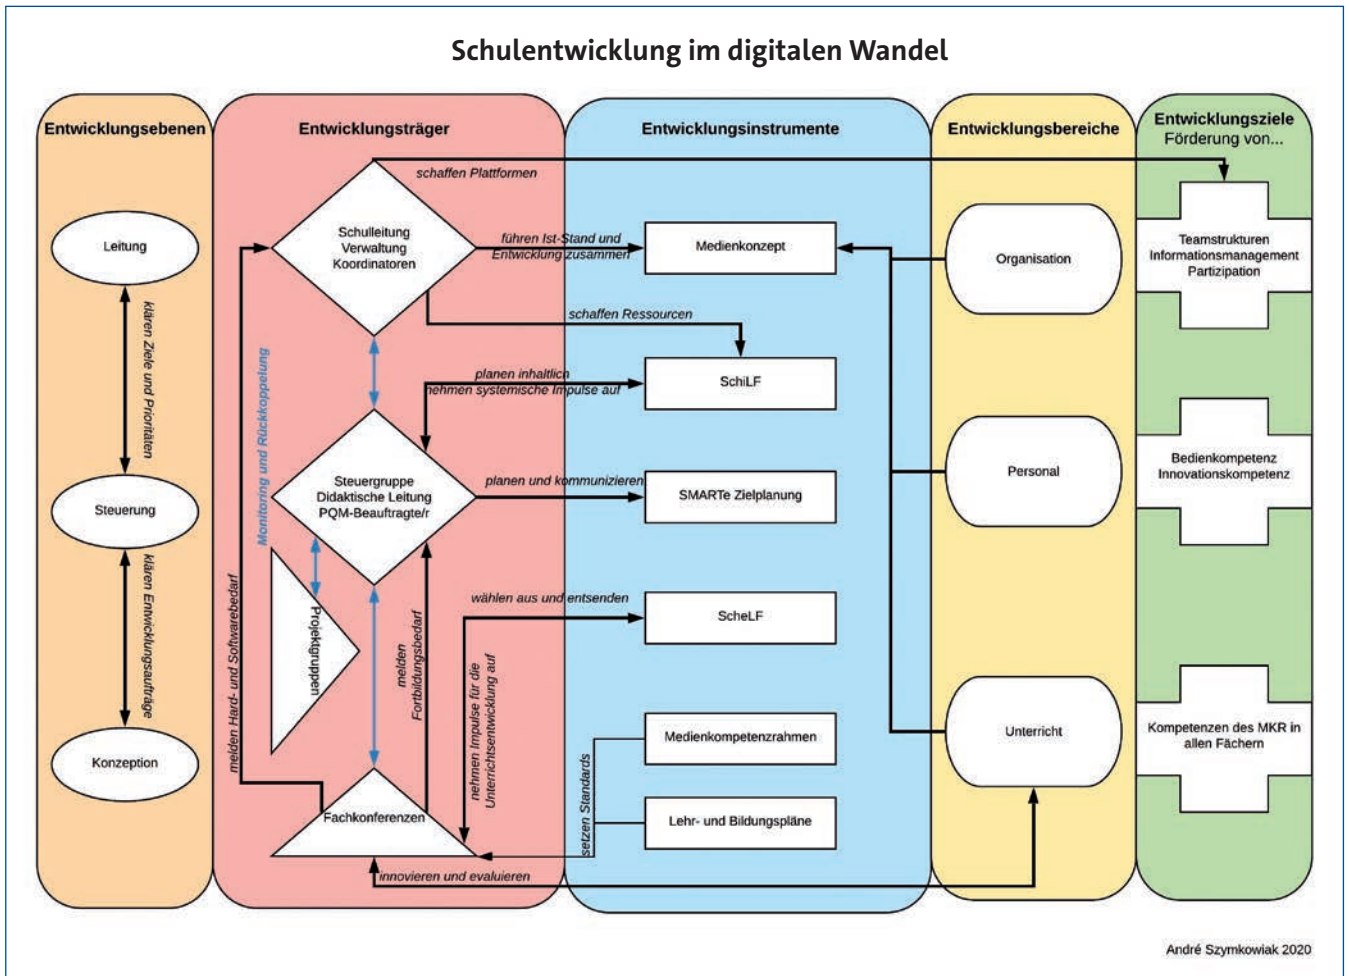 Schulentwicklung im digitalen Wandel
Entwicklungsebenen
Leitung
klären Ziele und Prioritäten
Steuerung
klären Entwicklungsaufträge
Konzeption
Entwicklungsträger
schaffen Plattformen
Schulleitung
Verwaltung
Koordinatoren
führen Ist-Stand und
Entwicklung zusammen
schaffen Ressourcen
Monitoring und Rückkoppelung
planen inhaltlich
nehmen systemische Impulse auf
Steuergruppe
Didaktische Leitung
PQM-Beauftragte/r
planen und kommunizieren
melden Hard- und Softwarebedarf
Projektgruppen
melden
Fortbildungsbedarf
wählen aus und entsenden
nehmen Impulse für die
Unterrichtsentwicklung auf
Fachkonferenzen
setzen Standards
innovieren und evaluieren
Entwicklungsinstrumente
Medienkonzept
SchiLF
SMARTe Zielplanung
ScheLF
Medienkompetenzrahmen
Lehr- und Bildungspläne
Entwicklungsbereiche
Organisation
Personal
Unterricht
Entwicklungsziele
Förderung von...
Teamstrukturen
Informationsmanagement
Partizipation
Bedienkompetenz
Innovationskompetenz
Kompetenzen des MKR in
allen Fächern
André Szymkowiak 2020